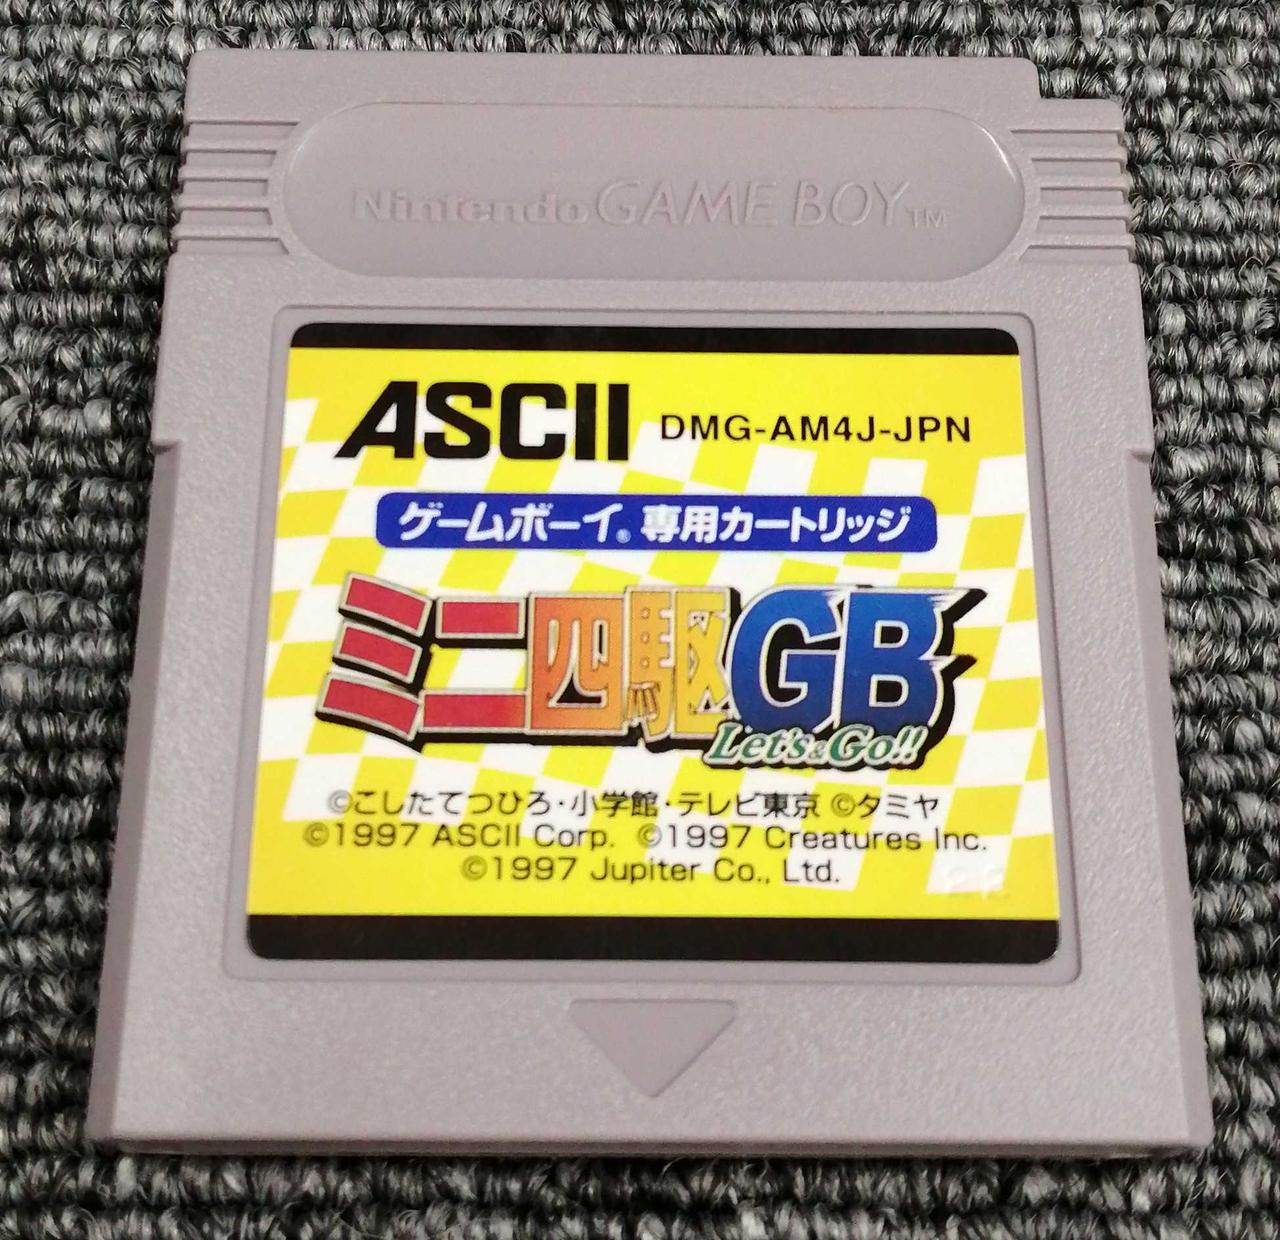 Nintendo GAME BOY TM
ASCII DMG-AM4J-JPN
ゲームボーイ® 専用カートリッジ
ミニ四駆GB
Let's&Go!!
©こしたてつひろ・小学館・テレビ東京 ©タミヤ
©1997 ASCII Corp. ©1997 Creatures Inc.
©1997 Jupiter Co., Ltd.